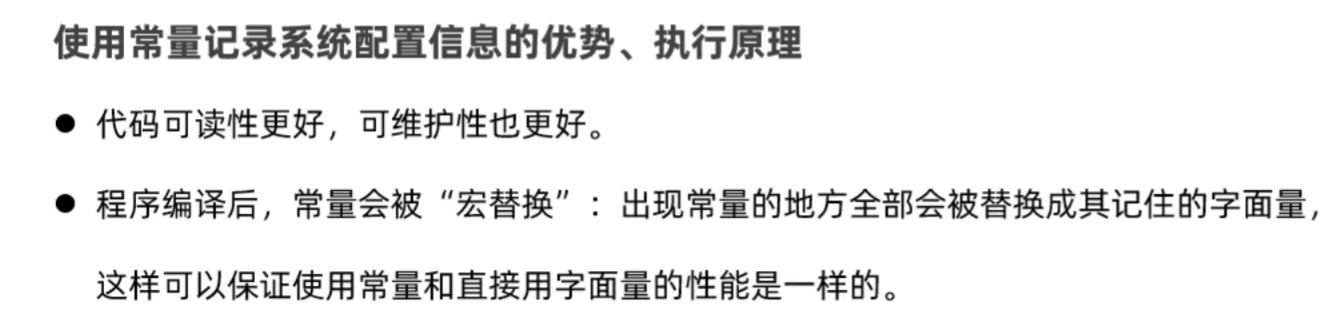 使用常量记录系统配置信息的优势、执行原理
● 代码可读性更好，可维护性也更好。
● 程序编译后，常量会被“宏替换”：出现常量的地方全部会被替换成其记住的字面量，
这样可以保证使用常量和直接用字面量的性能是一样的。